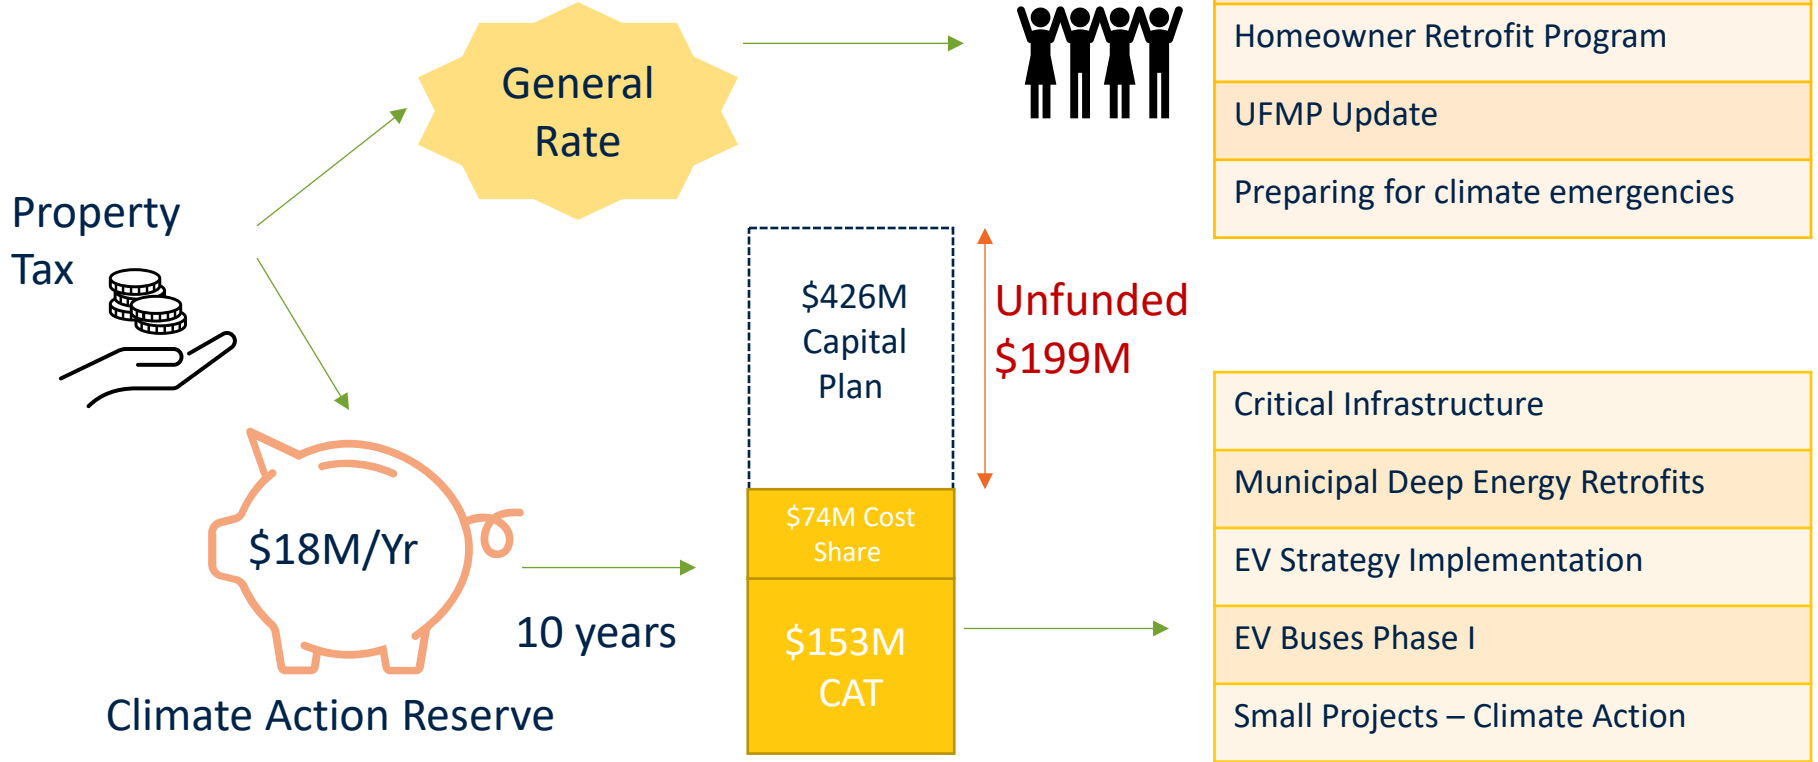 General
Rate
Homeowner Retrofit Program
UFMP Update
Preparing for climate emergencies
Property
Tax
$426M
Capital
Plan
Unfunded
$199M
$18M/Yr
10 years
Climate Action Reserve
$74M Cost
Share
$153M
CAT
Critical Infrastructure
Municipal Deep Energy Retrofits
EV Strategy Implementation
EV Buses Phase I
Small Projects – Climate Action